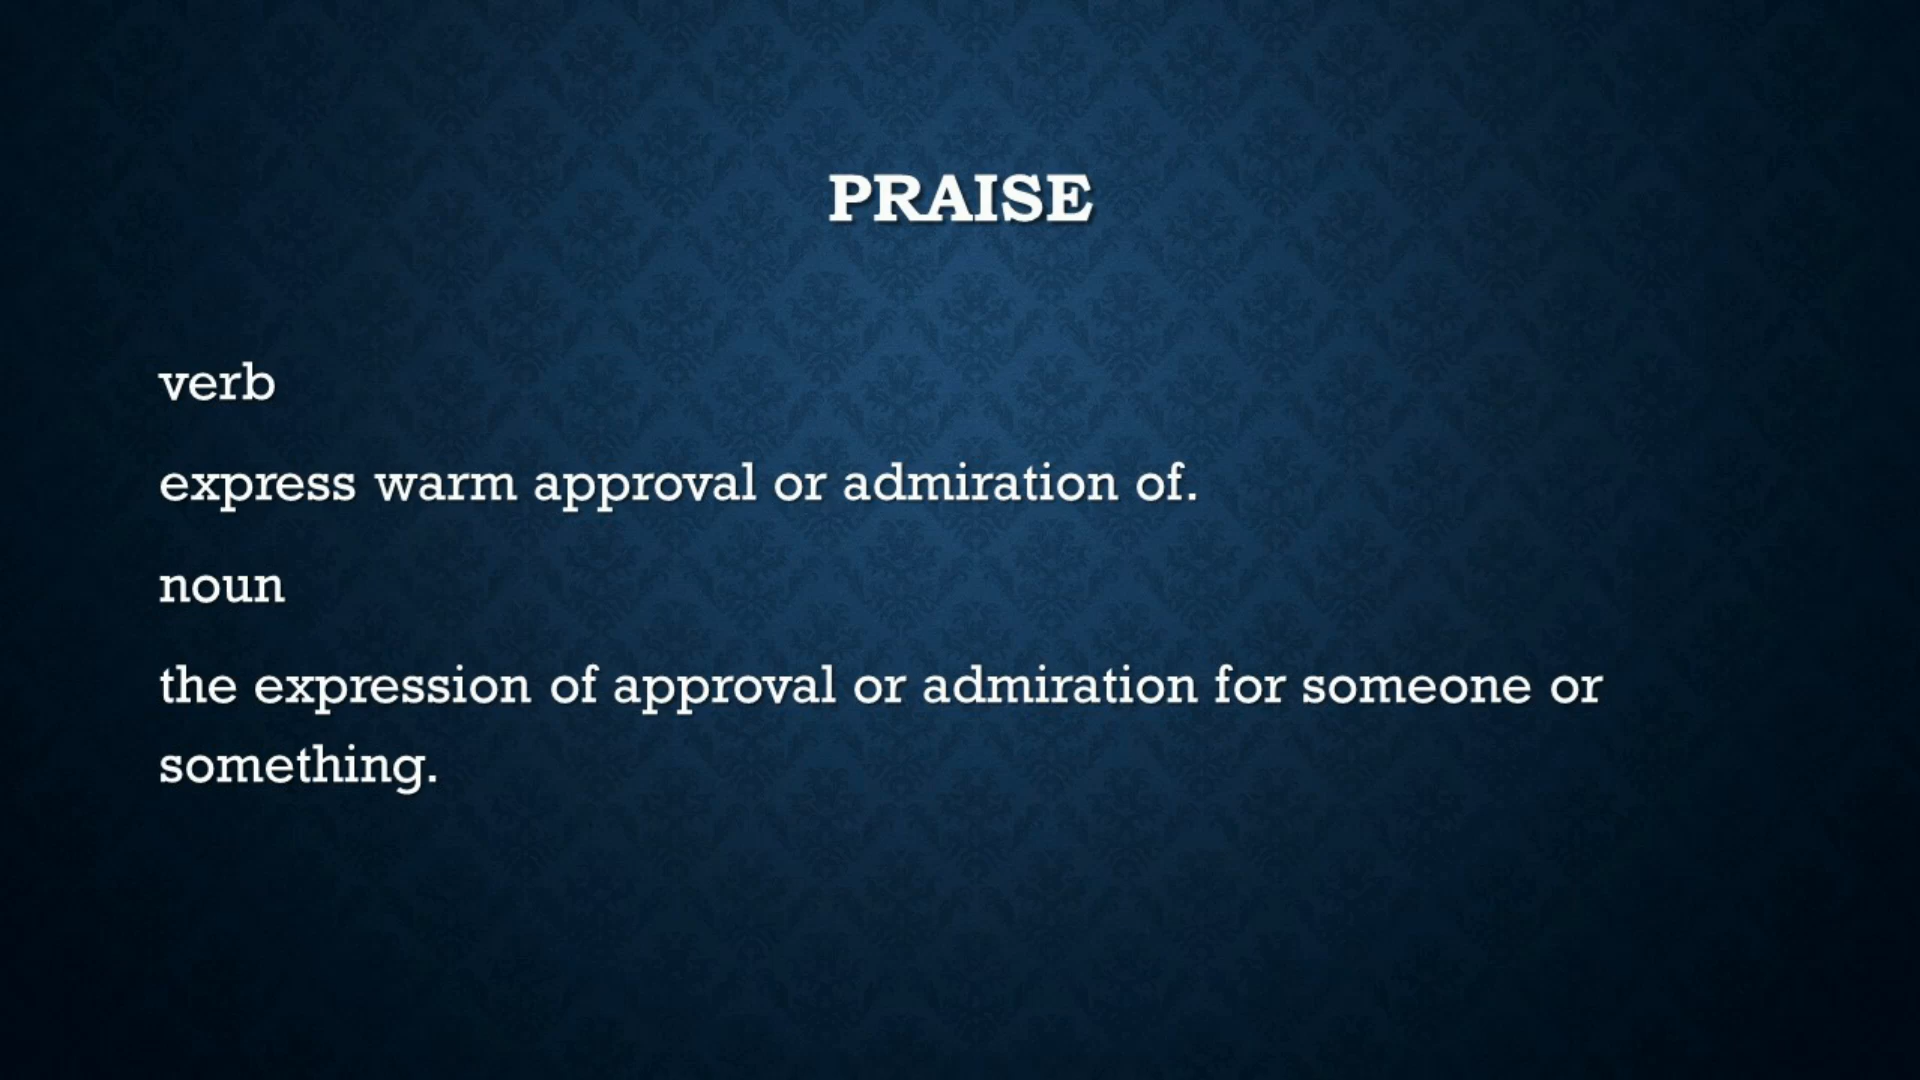 PRAISE
verb
express warm approval or admiration of.
noun
the expression of approval or admiration for someone or
something.